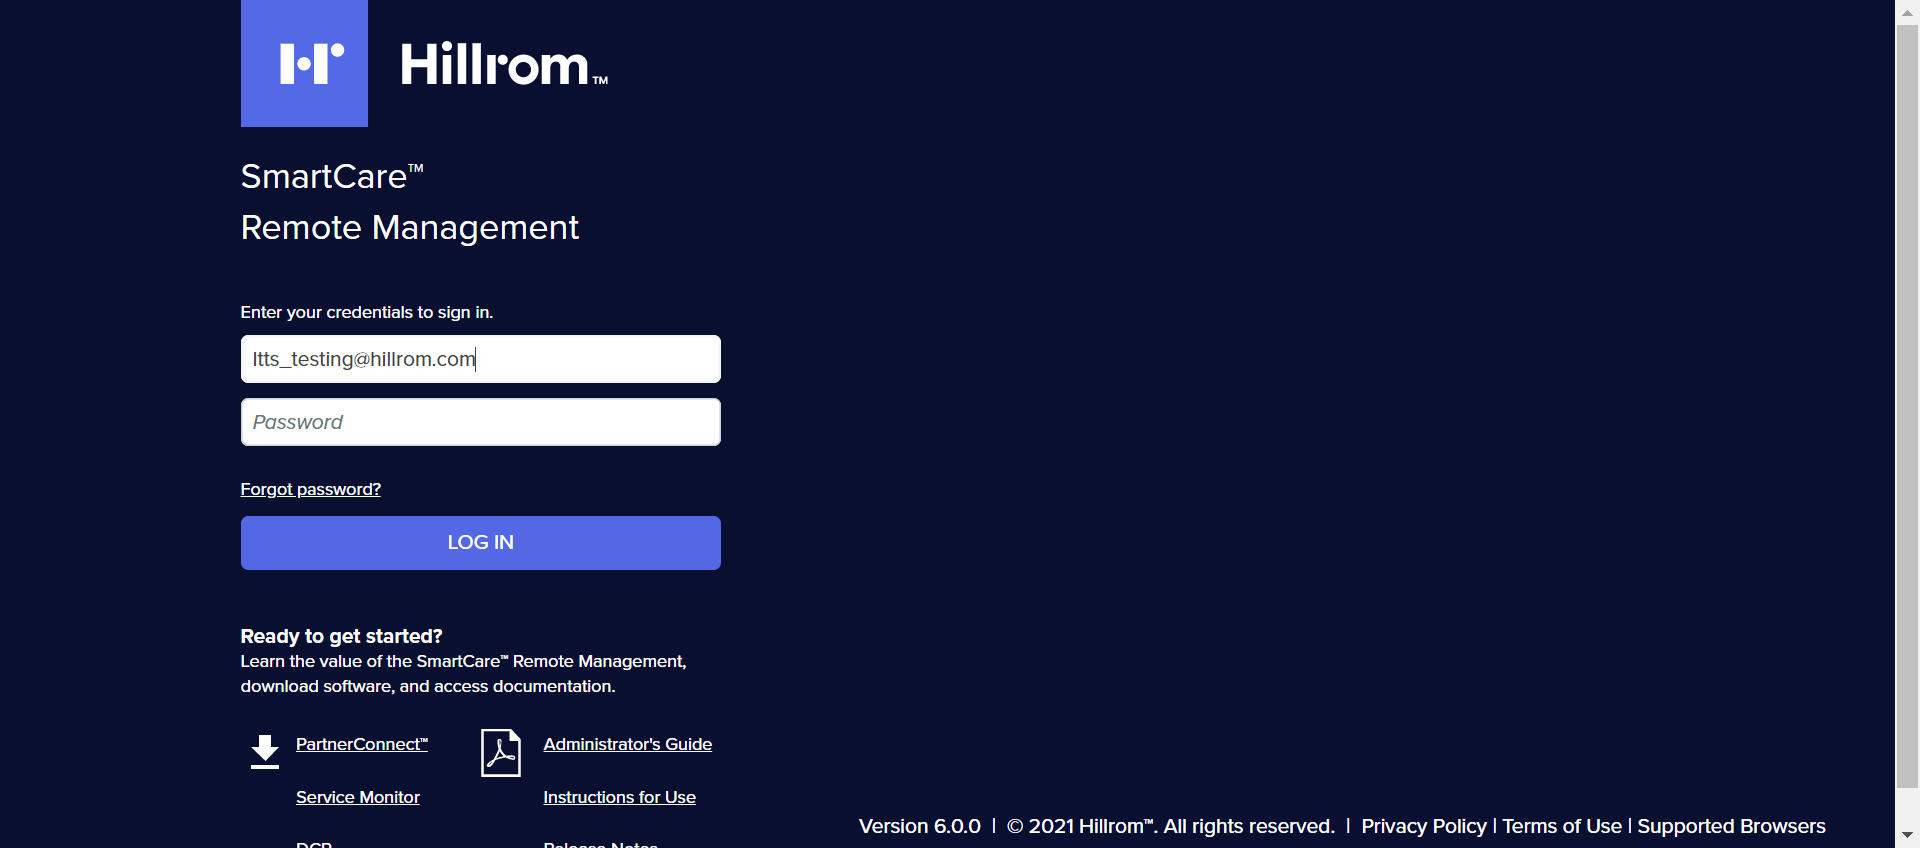 Hillrom™
SmartCare™
Remote Management
Enter your credentials to sign in.
ltts_testing@hillrom.com
Password
Forgot password?
LOG IN
Ready to get started?
Learn the value of the SmartCare™ Remote Management,
download software, and access documentation.
PartnerConnect™
Administrator's Guide
Service Monitor
Instructions for Use
DCP
Release Notes
Version 6.0.0 | © 2021 Hillrom™. All rights reserved. | Privacy Policy | Terms of Use | Supported Browsers